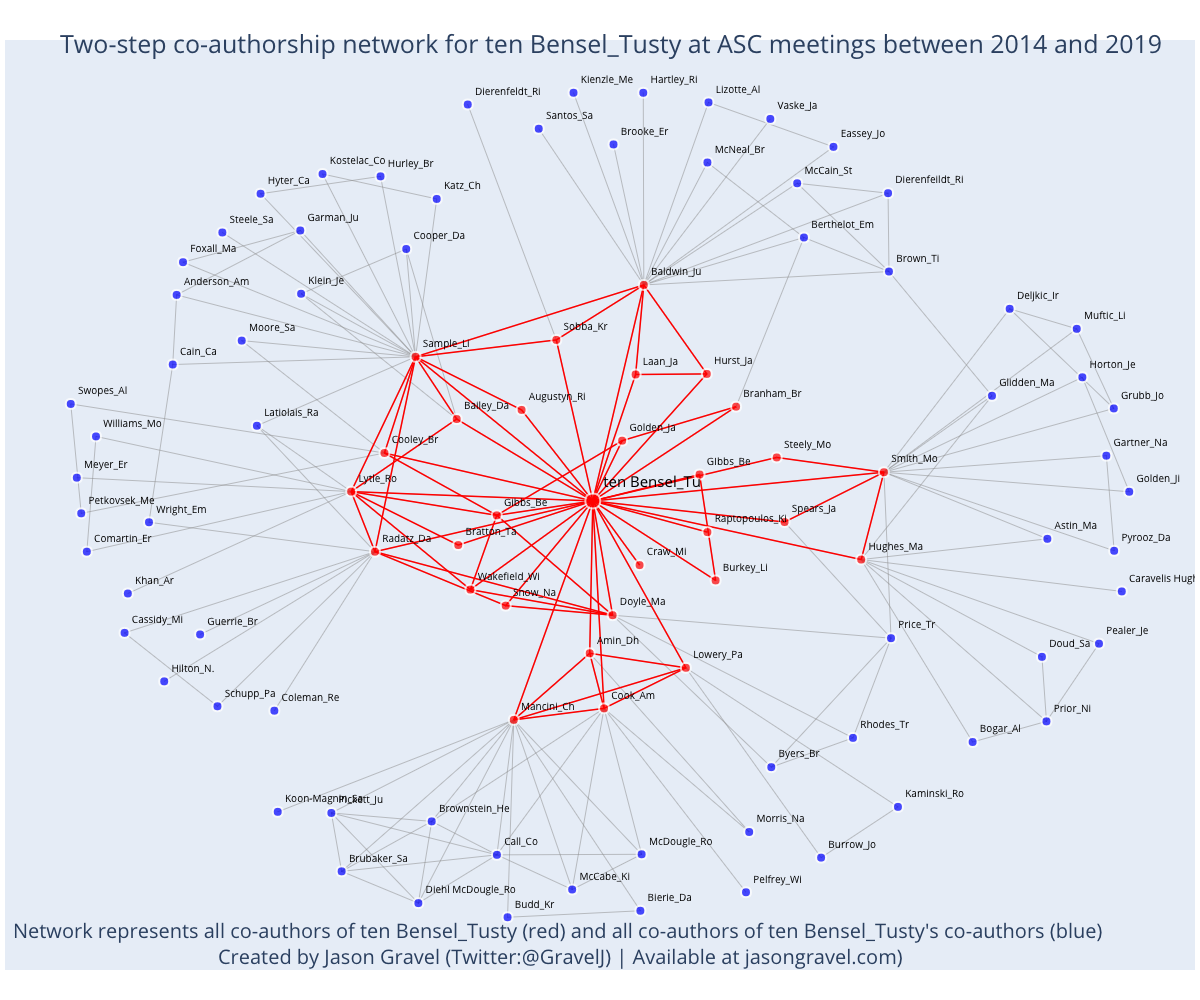 Two-step co-authorship network for ten Bensel_Tusty at ASC meetings between 2014 and 2019
Kienzle_Me
Hartley_Ri
Dierenfeldt_Ri
Lizotte_Al
Vaske_Ja
Santos_Sa
Brooke_Er
Eassey_Jo
McNeal_Br
Kostelac_Co
Hurley_Br
McCain_St
Hyter_Ca
Katz_Ch
Dierenfeildt_Ri
Steele_Sa
Garman_Ju
Berthelot_Em
Foxall_Ma
Cooper_Da
Brown_Ti
Anderson_Am
Klein_Je
Baldwin_Ju
Deljkic_Ir
Muftic_Li
Moore_Sa
Sobba_Kr
Sample_Li
Cain_Ca
Laan_Ja
Hurst_Ja
Horton_Je
Glidden_Ma
Swopes_Al
Augustyn_Ri
Branham_Br
Grubb_Jo
Bailey_Da
Latiolais_Ra
Williams_Mo
Golden_Ja
Cooley_Br
Steely_Mo
Gartner_Na
Meyer_Er
Gibbs_Be
Smith_Mo
Lytle_Ro
ten Bensel_Tu
Golden_Ji
Petkovsek_Me
Gibbs_Be
Wright_Em
Spears_Ja
Raptopoulos_Ki
Bratton_Ta
Astin_Ma
Comartin_Er
Radatz_Da
Pyrooz_Da
Craw_Mi
Hughes_Ma
Burkey_Li
Khan_Ar
Wakefield_Wi
Caravelis Hugh
Snow_Na
Doyle_Ma
Cassidy_Mi
Guerrie_Br
Price_Tr
Pealer_Je
Amin_Dh
Doud_Sa
Lowery_Pa
Hilton_N.
Schupp_Pa
Coleman_Re
Mancini_Ch
Cook_Am
Prior_Ni
Rhodes_Tr
Bogar_Al
Byers_Br
Koon-Magnin_Sa
Pickett_Ju
Brownstein_He
Kaminski_Ro
Morris_Na
Call_Co
McDougle_Ro
Burrow_Jo
Brubaker_Sa
McCabe_Ki
Pelfrey_Wi
Diehl McDougle_Ro
Budd_Kr
Bierie_Da
Network represents all co-authors of ten Bensel_Tusty (red) and all co-authors of ten Bensel_Tusty's co-authors (blue)
Created by Jason Gravel (Twitter:@GravelJ) | Available at jasongravel.com)